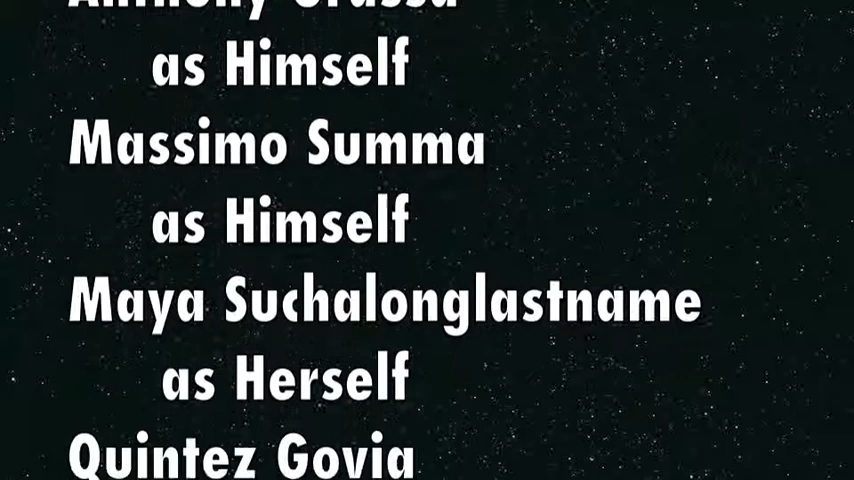 as Himself
Massimo Summa
as Himself
Maya Suchalonglastname
as Herself
Quintez Govia